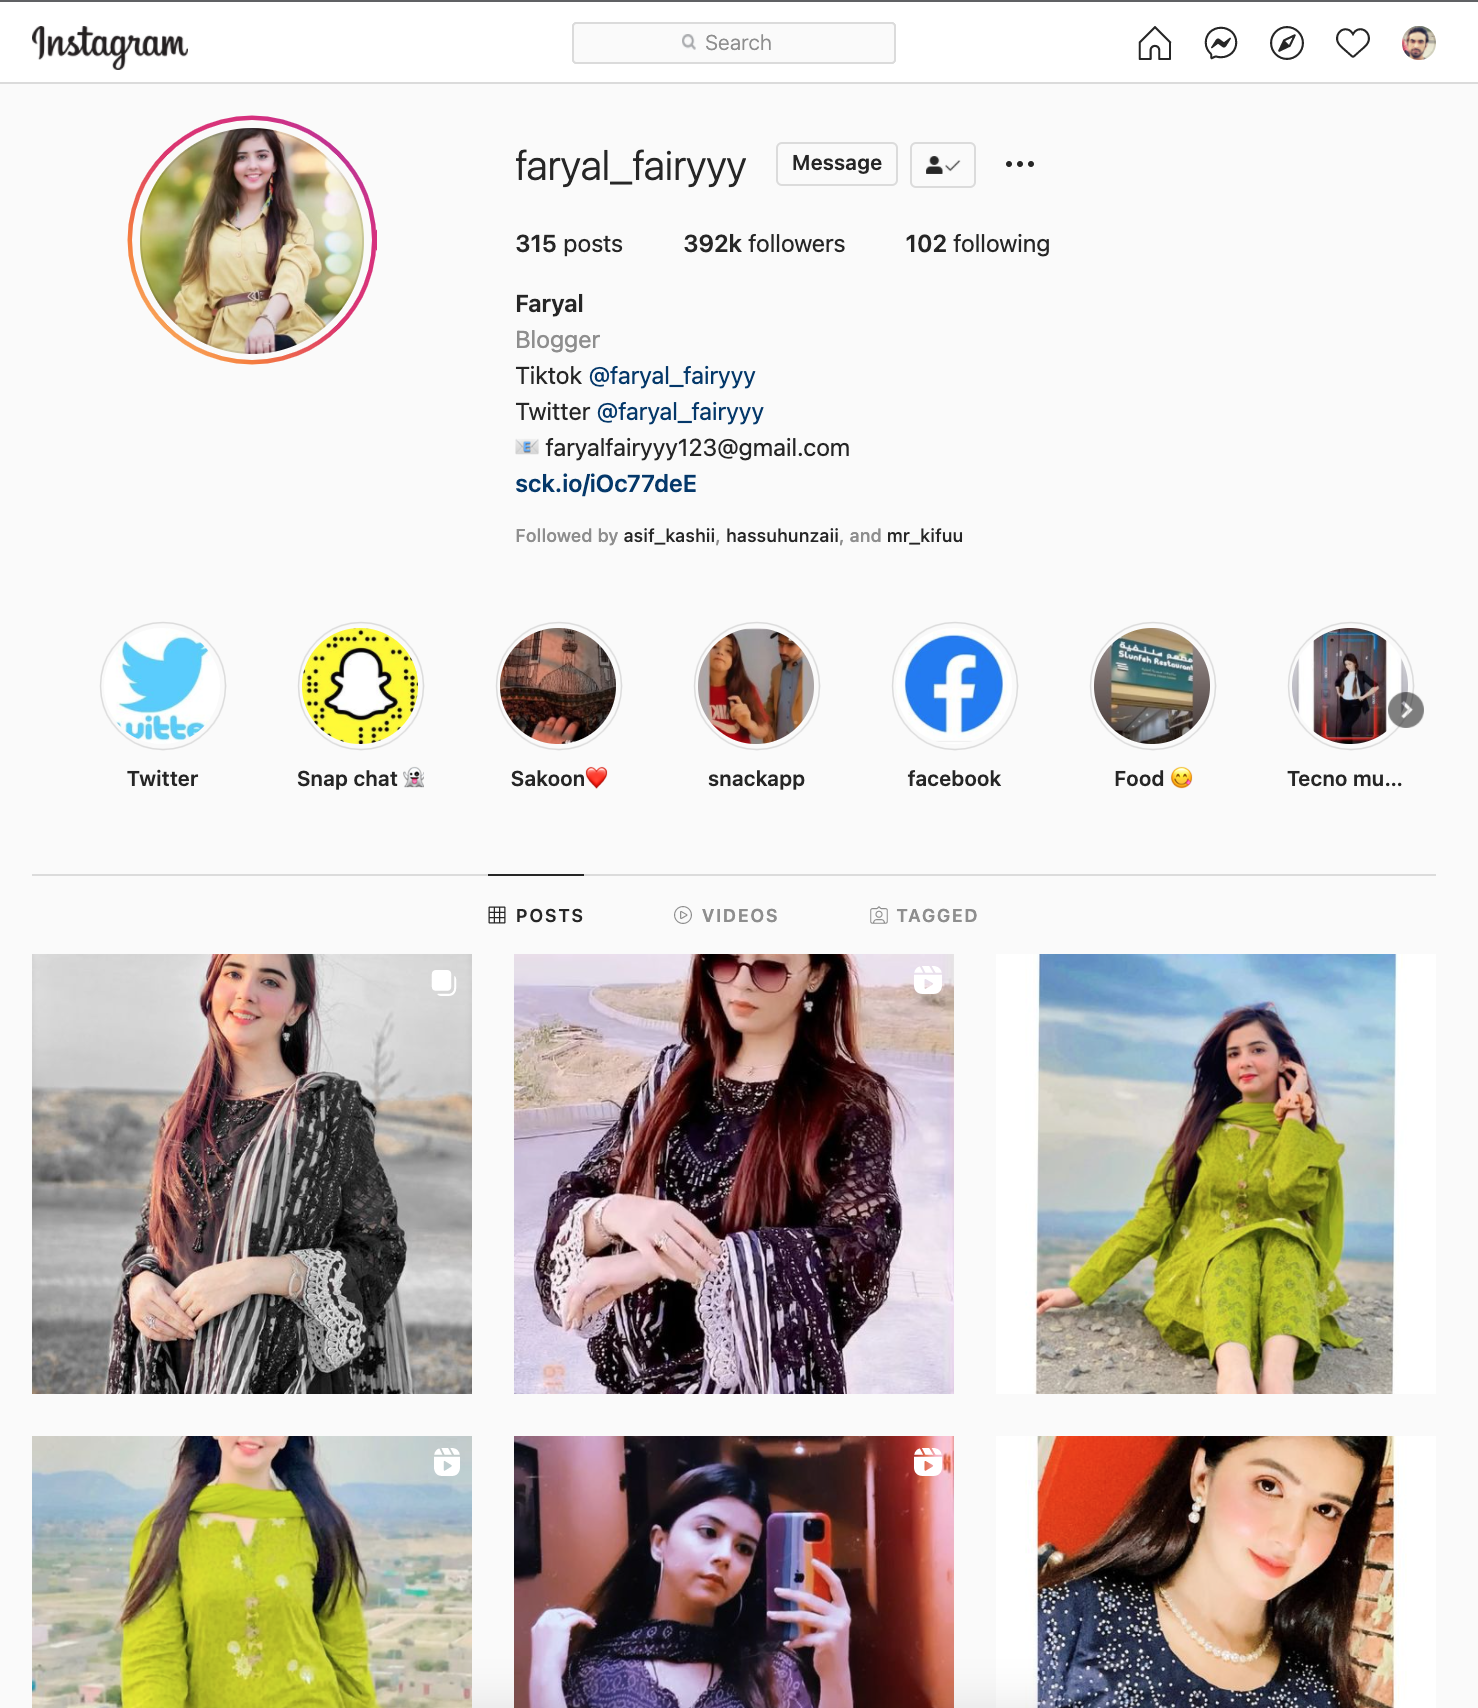 Instagram
Search
faryal_fairyyy
Message
315 posts
392k followers
102 following
Faryal
Blogger
Tiktok @faryal_fairyyy
Twitter @faryal_fairyyy
faryalfairyyy123@gmail.com
sck.io/iOc77deE
Followed by asif_kashii, hassuhunzaii, and mr_kifuu
Slunfeh Restaurant
Twitter
Snap chat 👻
Sakoon❤️
snackapp
facebook
Food 😋
Tecno mu...
POSTS
VIDEOS
TAGGED